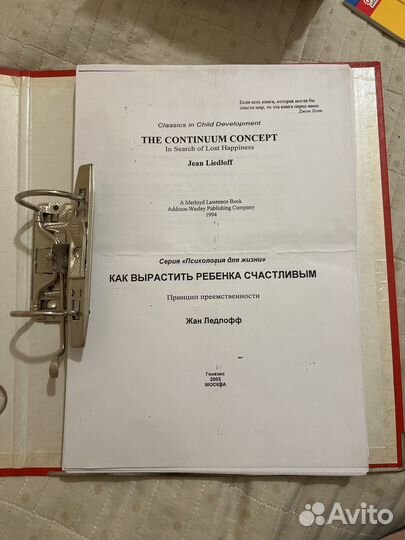 Если есть книга, которая могла бы
спасти мир, то эта книга перед вами.
Джон Холт
Classics in Child Development
THE CONTINUUM CONCEPT
In Search of Lost Happiness
Jean Liedloff
A Merloyd Lawrence Book
Addison-Wesley Publishing Company
1994
Серия «Психология для жизни»
КАК ВЫРАСТИТЬ РЕБЕНКА СЧАСТЛИВЫМ
Принцип преемственности
Жан Ледлофф
Генезис
2003
МОСКВА
Avito